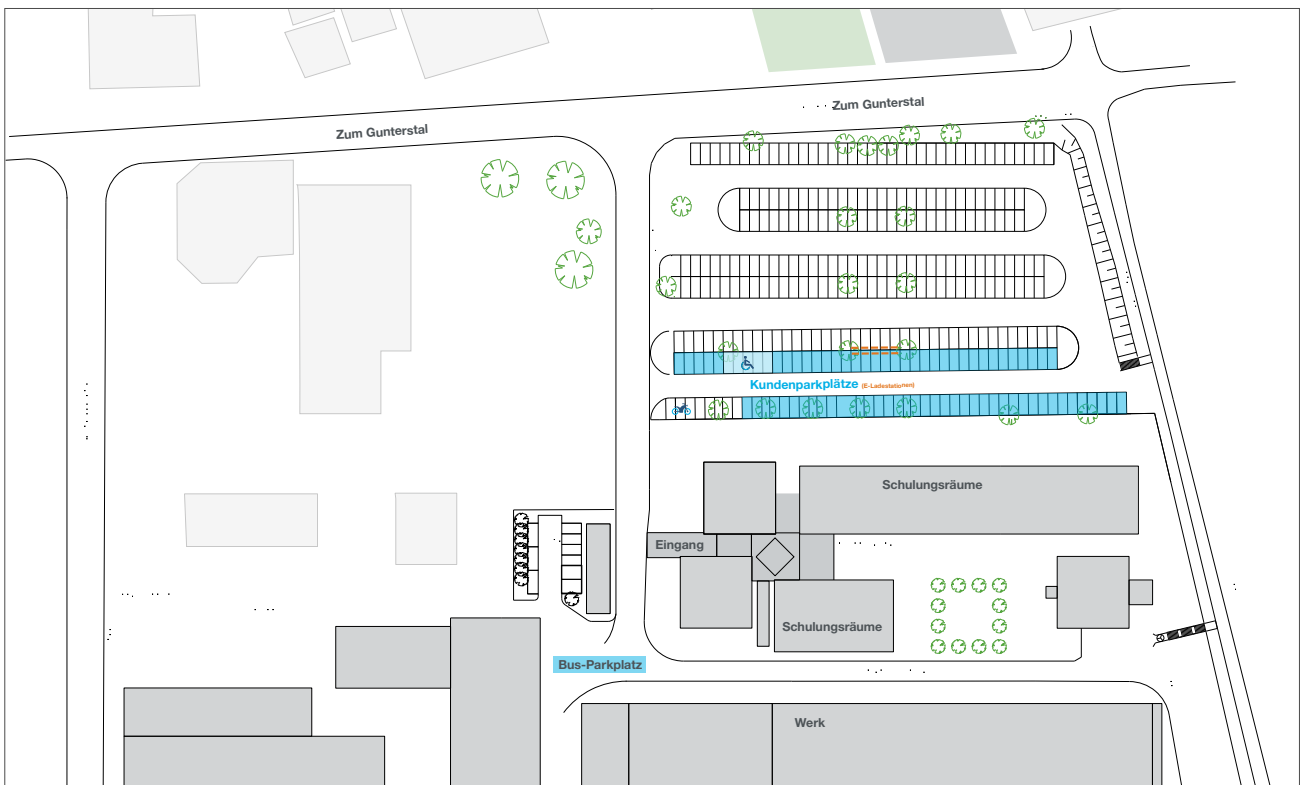 Zum Gunterstal
Zum Gunterstal
Kundenparkplätze (E-Ladestationen)
Schulungsräume
Eingang
Schulungsräume
Bus-Parkplatz
Werk